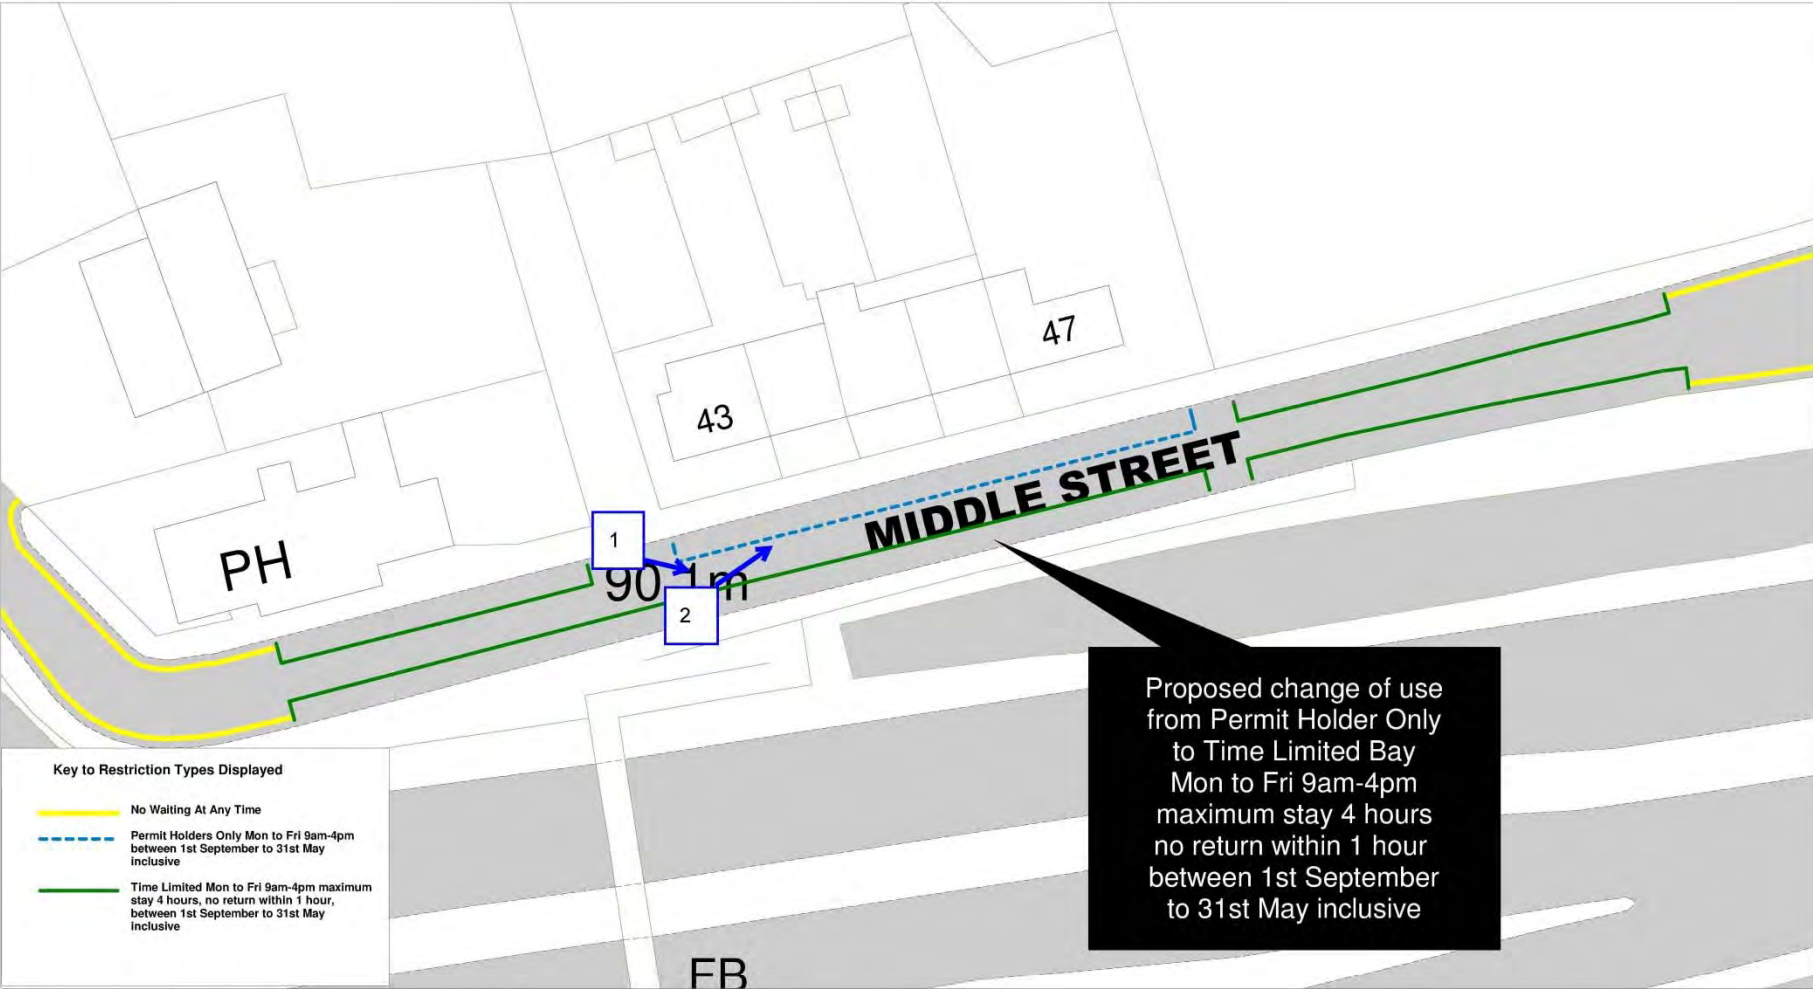 47
43
MIDDLE STREET
PH
1
90.1m
2
Proposed change of use
from Permit Holder Only
to Time Limited Bay
Mon to Fri 9am-4pm
maximum stay 4 hours
no return within 1 hour
between 1st September
to 31st May inclusive
Key to Restriction Types Displayed
No Waiting At Any Time
Permit Holders Only Mon to Fri 9am-4pm
between 1st September to 31st May
inclusive
Time Limited Mon to Fri 9am-4pm maximum
stay 4 hours, no return within 1 hour,
between 1st September to 31st May
inclusive
FB